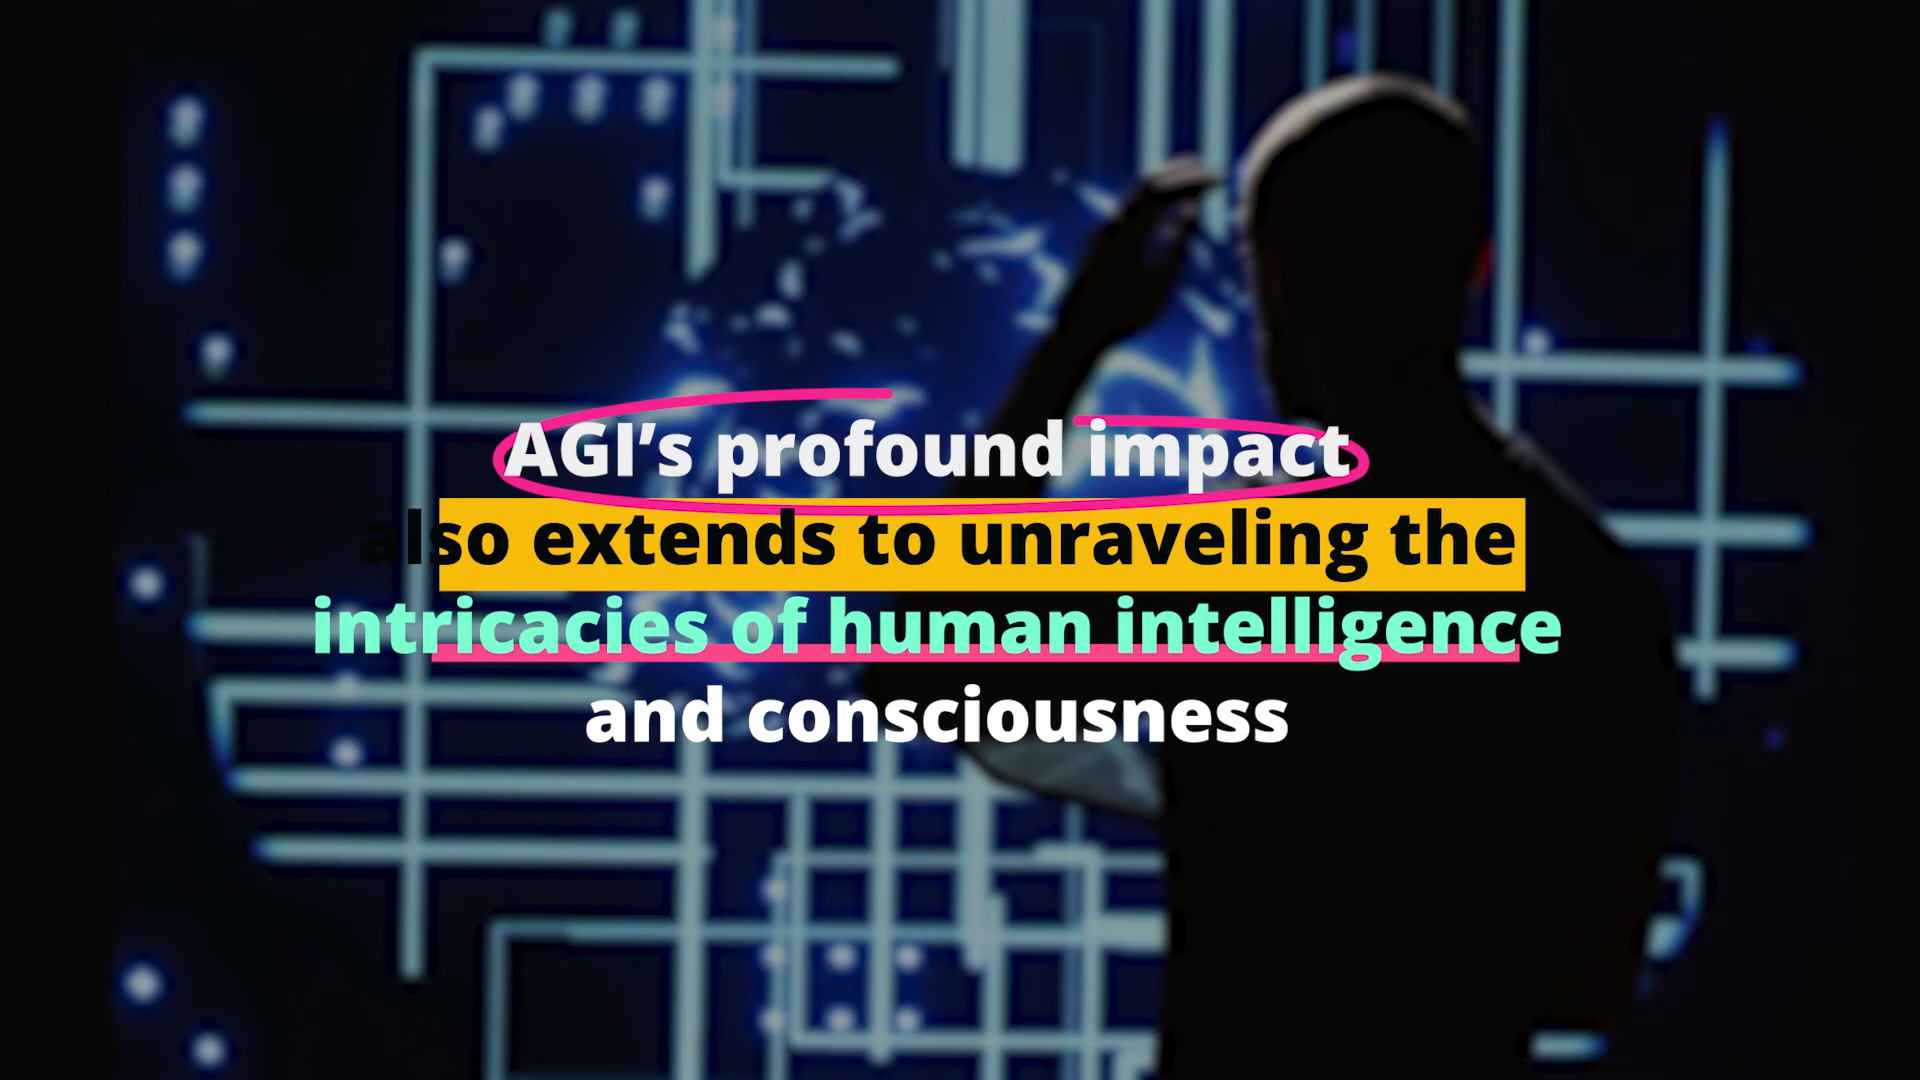 AGI’s profound impact
also extends to unraveling the
intricacies of human intelligence
and consciousness